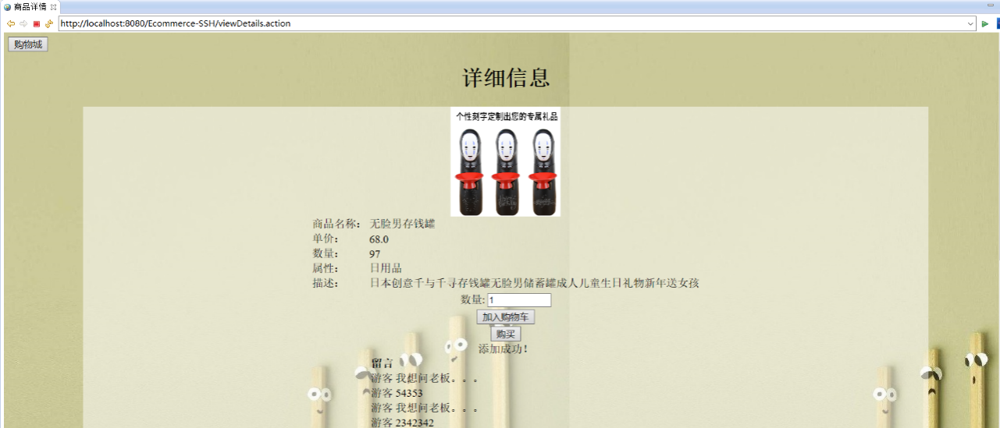 商品详情
http://localhost:8080/Ecommerce-SSH/viewDetails.action
购物城
详细信息
个性刻字定制出您的专属礼品
商品名称: 无脸男存钱罐
单价: 68.0
数量: 97
属性: 日用品
描述: 日本创意千与千寻存钱罐无脸男储蓄罐成人儿童生日礼物新年送女孩
数量: 1
加入购物车
购买
添加成功!
留言
游客 我想问老板。。。
游客 54353
游客 我想问老板。。。
游客 2342342